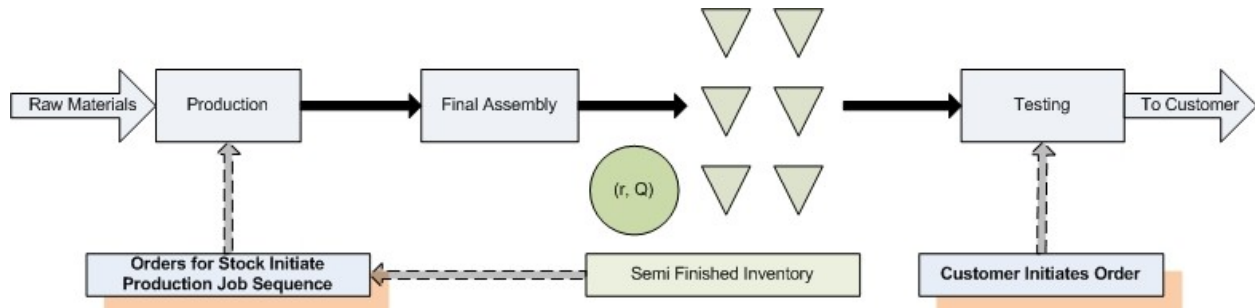 Raw Materials
Production
Final Assembly
Testing
To Customer
(r, Q)
Orders for Stock Initiate
Production Job Sequence
Semi Finished Inventory
Customer Initiates Order